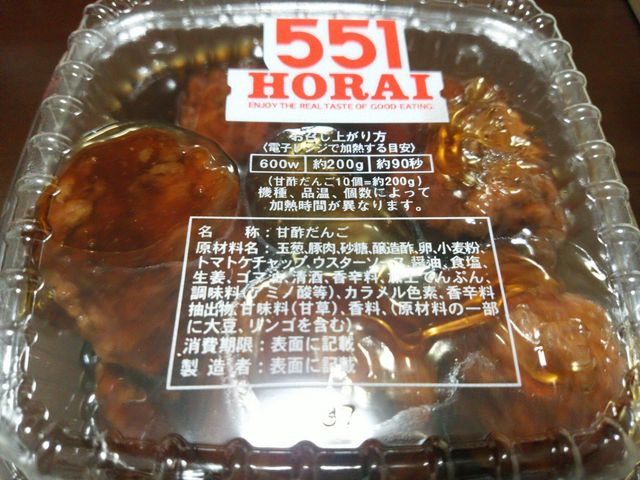 551
HORAI
ENJOY THE REAL TASTE OF GOOD EATING.
お召し上がり方
〈電子レンジで加熱する目安〉
600w 約200g 約90秒
(甘酢だんご10個=約200g)
機種、品温、個数によって
加熱時間が異なります。
名 称:甘酢だんご
原材料名:玉葱、豚肉、砂糖、醸造酢、卵、小麦粉、
トマトケチャップ、ウスターソース、醤油、食塩、
生姜、ゴマ油、清酒、香辛料、加工でんぷん、
調味料(アミノ酸等)、カラメル色素、香辛料
抽出物、甘味料(甘草)、香料、(原材料の一部
に大豆、リンゴを含む)
消費期限:表面に記載
製造者:表面に記載